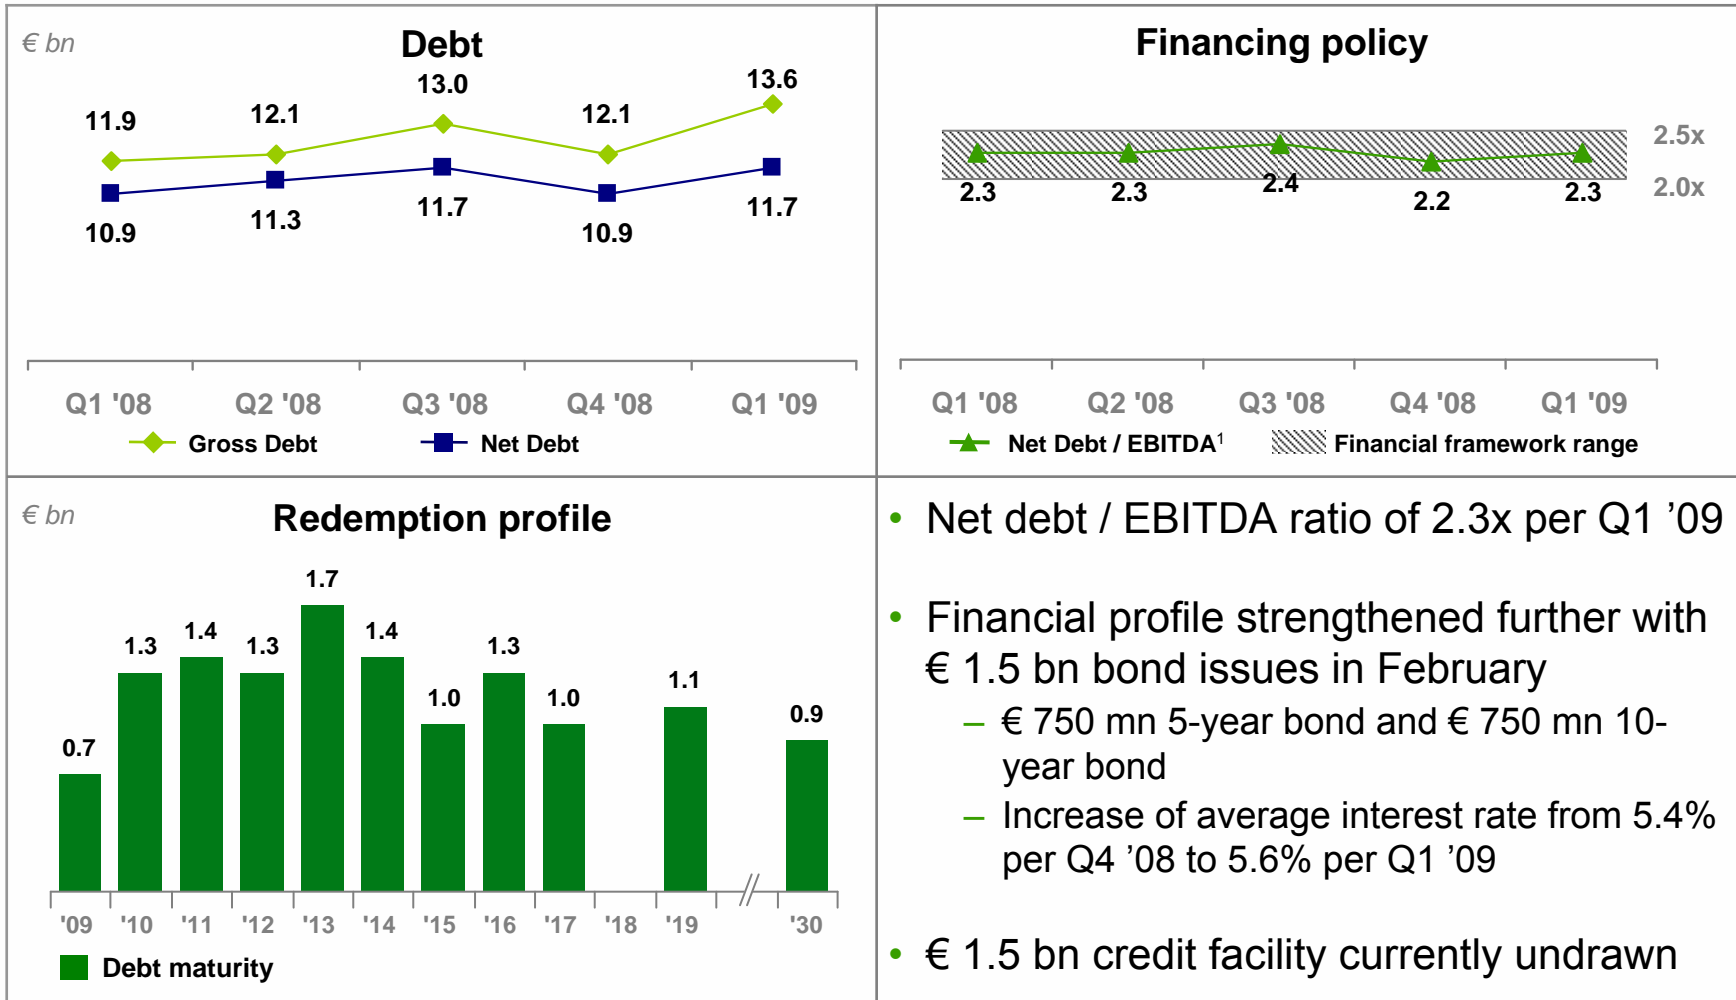 € bn
Debt
11.9
12.1
13.0
12.1
13.6
10.9
11.3
11.7
10.9
11.7
Q1 '08 Q2 '08 Q3 '08 Q4 '08 Q1 '09
Gross Debt Net Debt
Financing policy
2.5x
2.0x
2.3 2.3 2.4 2.2 2.3
Q1 '08 Q2 '08 Q3 '08 Q4 '08 Q1 '09
Net Debt / EBITDA¹ Financial framework range
€ bn
Redemption profile
0.7 1.3 1.4 1.3 1.7 1.4 1.0 1.3 1.0 1.1 0.9
'09 '10 '11 '12 '13 '14 '15 '16 '17 '18 '19 '30
Debt maturity
• Net debt / EBITDA ratio of 2.3x per Q1 ’09
• Financial profile strengthened further with
€ 1.5 bn bond issues in February
– € 750 mn 5-year bond and € 750 mn 10-
year bond
– Increase of average interest rate from 5.4%
per Q4 ’08 to 5.6% per Q1 ’09
• € 1.5 bn credit facility currently undrawn